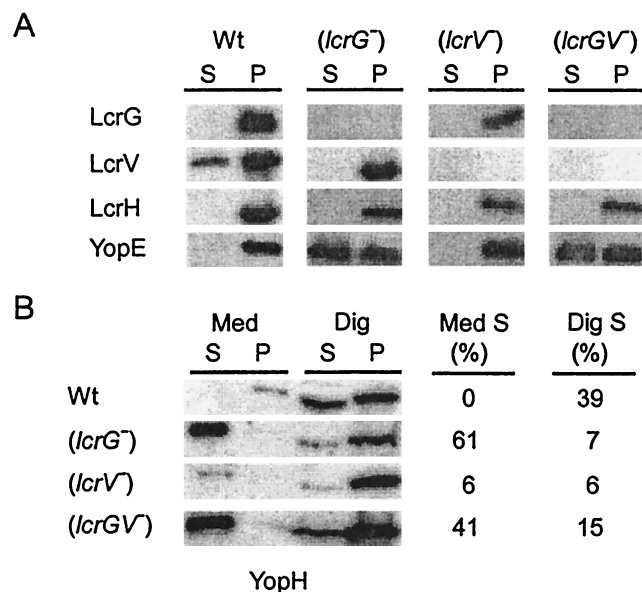 A
Wt (lcrG⁻) (lcrV⁻) (lcrGV⁻)
S P S P S P S P
LcrG
LcrV
LcrH
YopE
B
Med Dig Med S Dig S
S P S P (%) (%)
Wt 0 39
(lcrG⁻) 61 7
(lcrV⁻) 6 6
(lcrGV⁻) 41 15
YopH